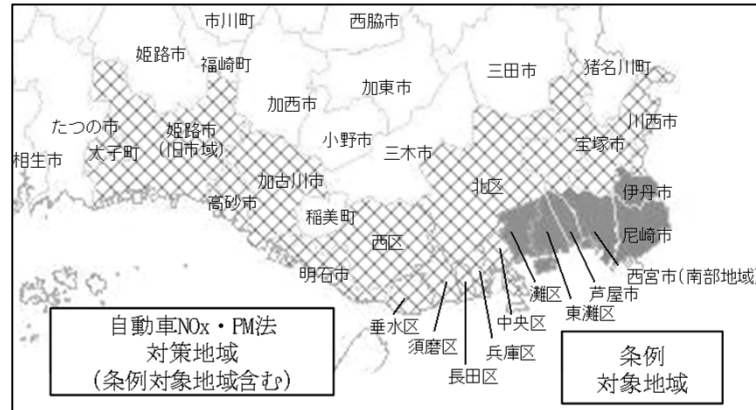 市川町
西脇市
姫路市
福崎町
加西市
加東市
三田市
猪名川町
たつの市
太子町
姫路市
(旧市域)
小野市
三木市
川西市
宝塚市
相生市
加古川市
高砂市
稲美町
北区
伊丹市
西区
尼崎市
明石市
西宮市(南部地域)
芦屋市
灘区
東灘区
中央区
垂水区
須磨区
兵庫区
長田区
自動車NOx・PM法
対策地域
(条例対象地域含む)
条例
対象地域